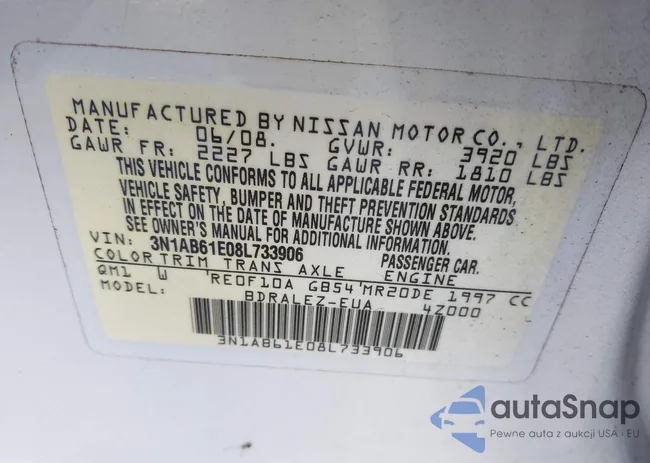 MANUFACTURED BY NISSAN MOTOR CO., LTD.
DATE: 06/08. GVWR: 3920 LBS
GAWR FR: 2227 LBS GAWR RR: 1810 LBS
THIS VEHICLE CONFORMS TO ALL APPLICABLE FEDERAL MOTOR,
VEHICLE SAFETY, BUMPER AND THEFT PREVENTION STANDARDS
IN EFFECT ON THE DATE OF MANUFACTURE SHOWN ABOVE.
SEE OWNER'S MANUAL FOR ADDITIONAL INFORMATION.
VIN: 3N1AB61E08L733906 PASSENGER CAR.
COLOR TRIM TRANS AXLE ENGINE
QM1 W RE0F10A GB54 MR20DE 1997 CC
MODEL: BDRALEZ-EUA 4Z000
3N1AB61E08L733906
autoSnap
Pewne auta z aukcji USA · EU